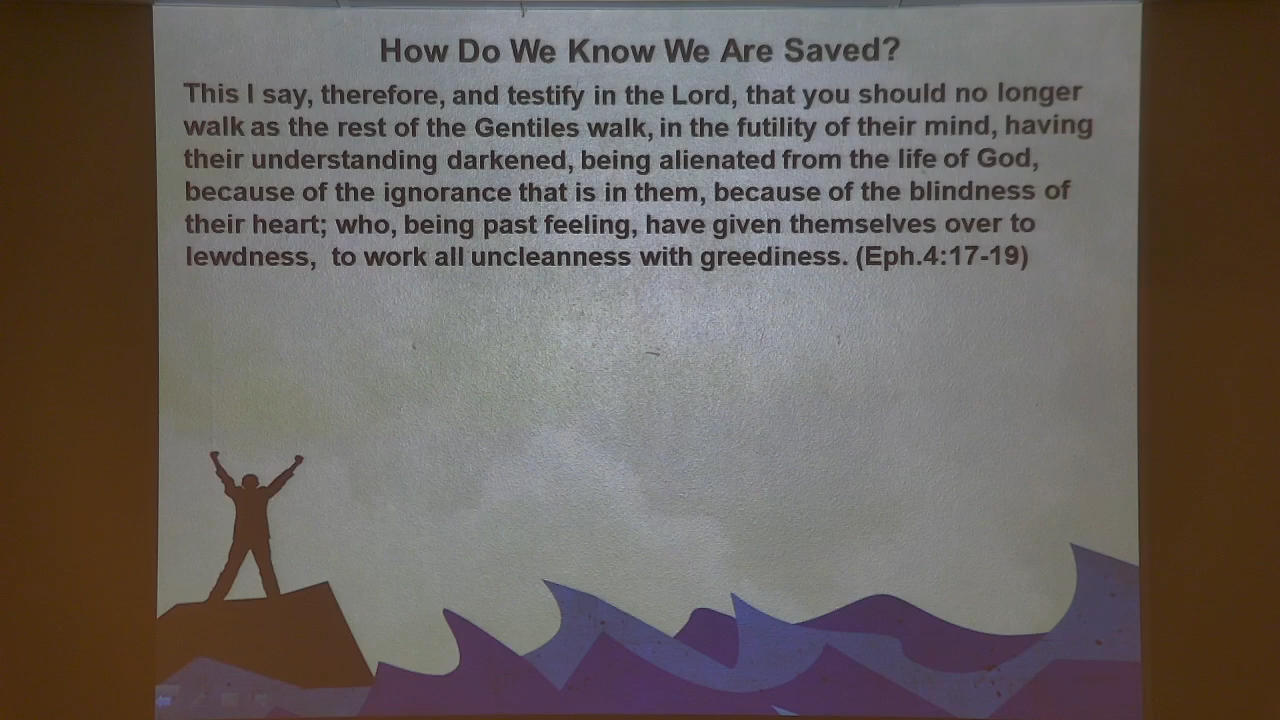 How Do We Know We Are Saved?
This I say, therefore, and testify in the Lord, that you should no longer
walk as the rest of the Gentiles walk, in the futility of their mind, having
their understanding darkened, being alienated from the life of God,
because of the ignorance that is in them, because of the blindness of
their heart; who, being past feeling, have given themselves over to
lewdness,  to work all uncleanness with greediness. (Eph.4:17-19)